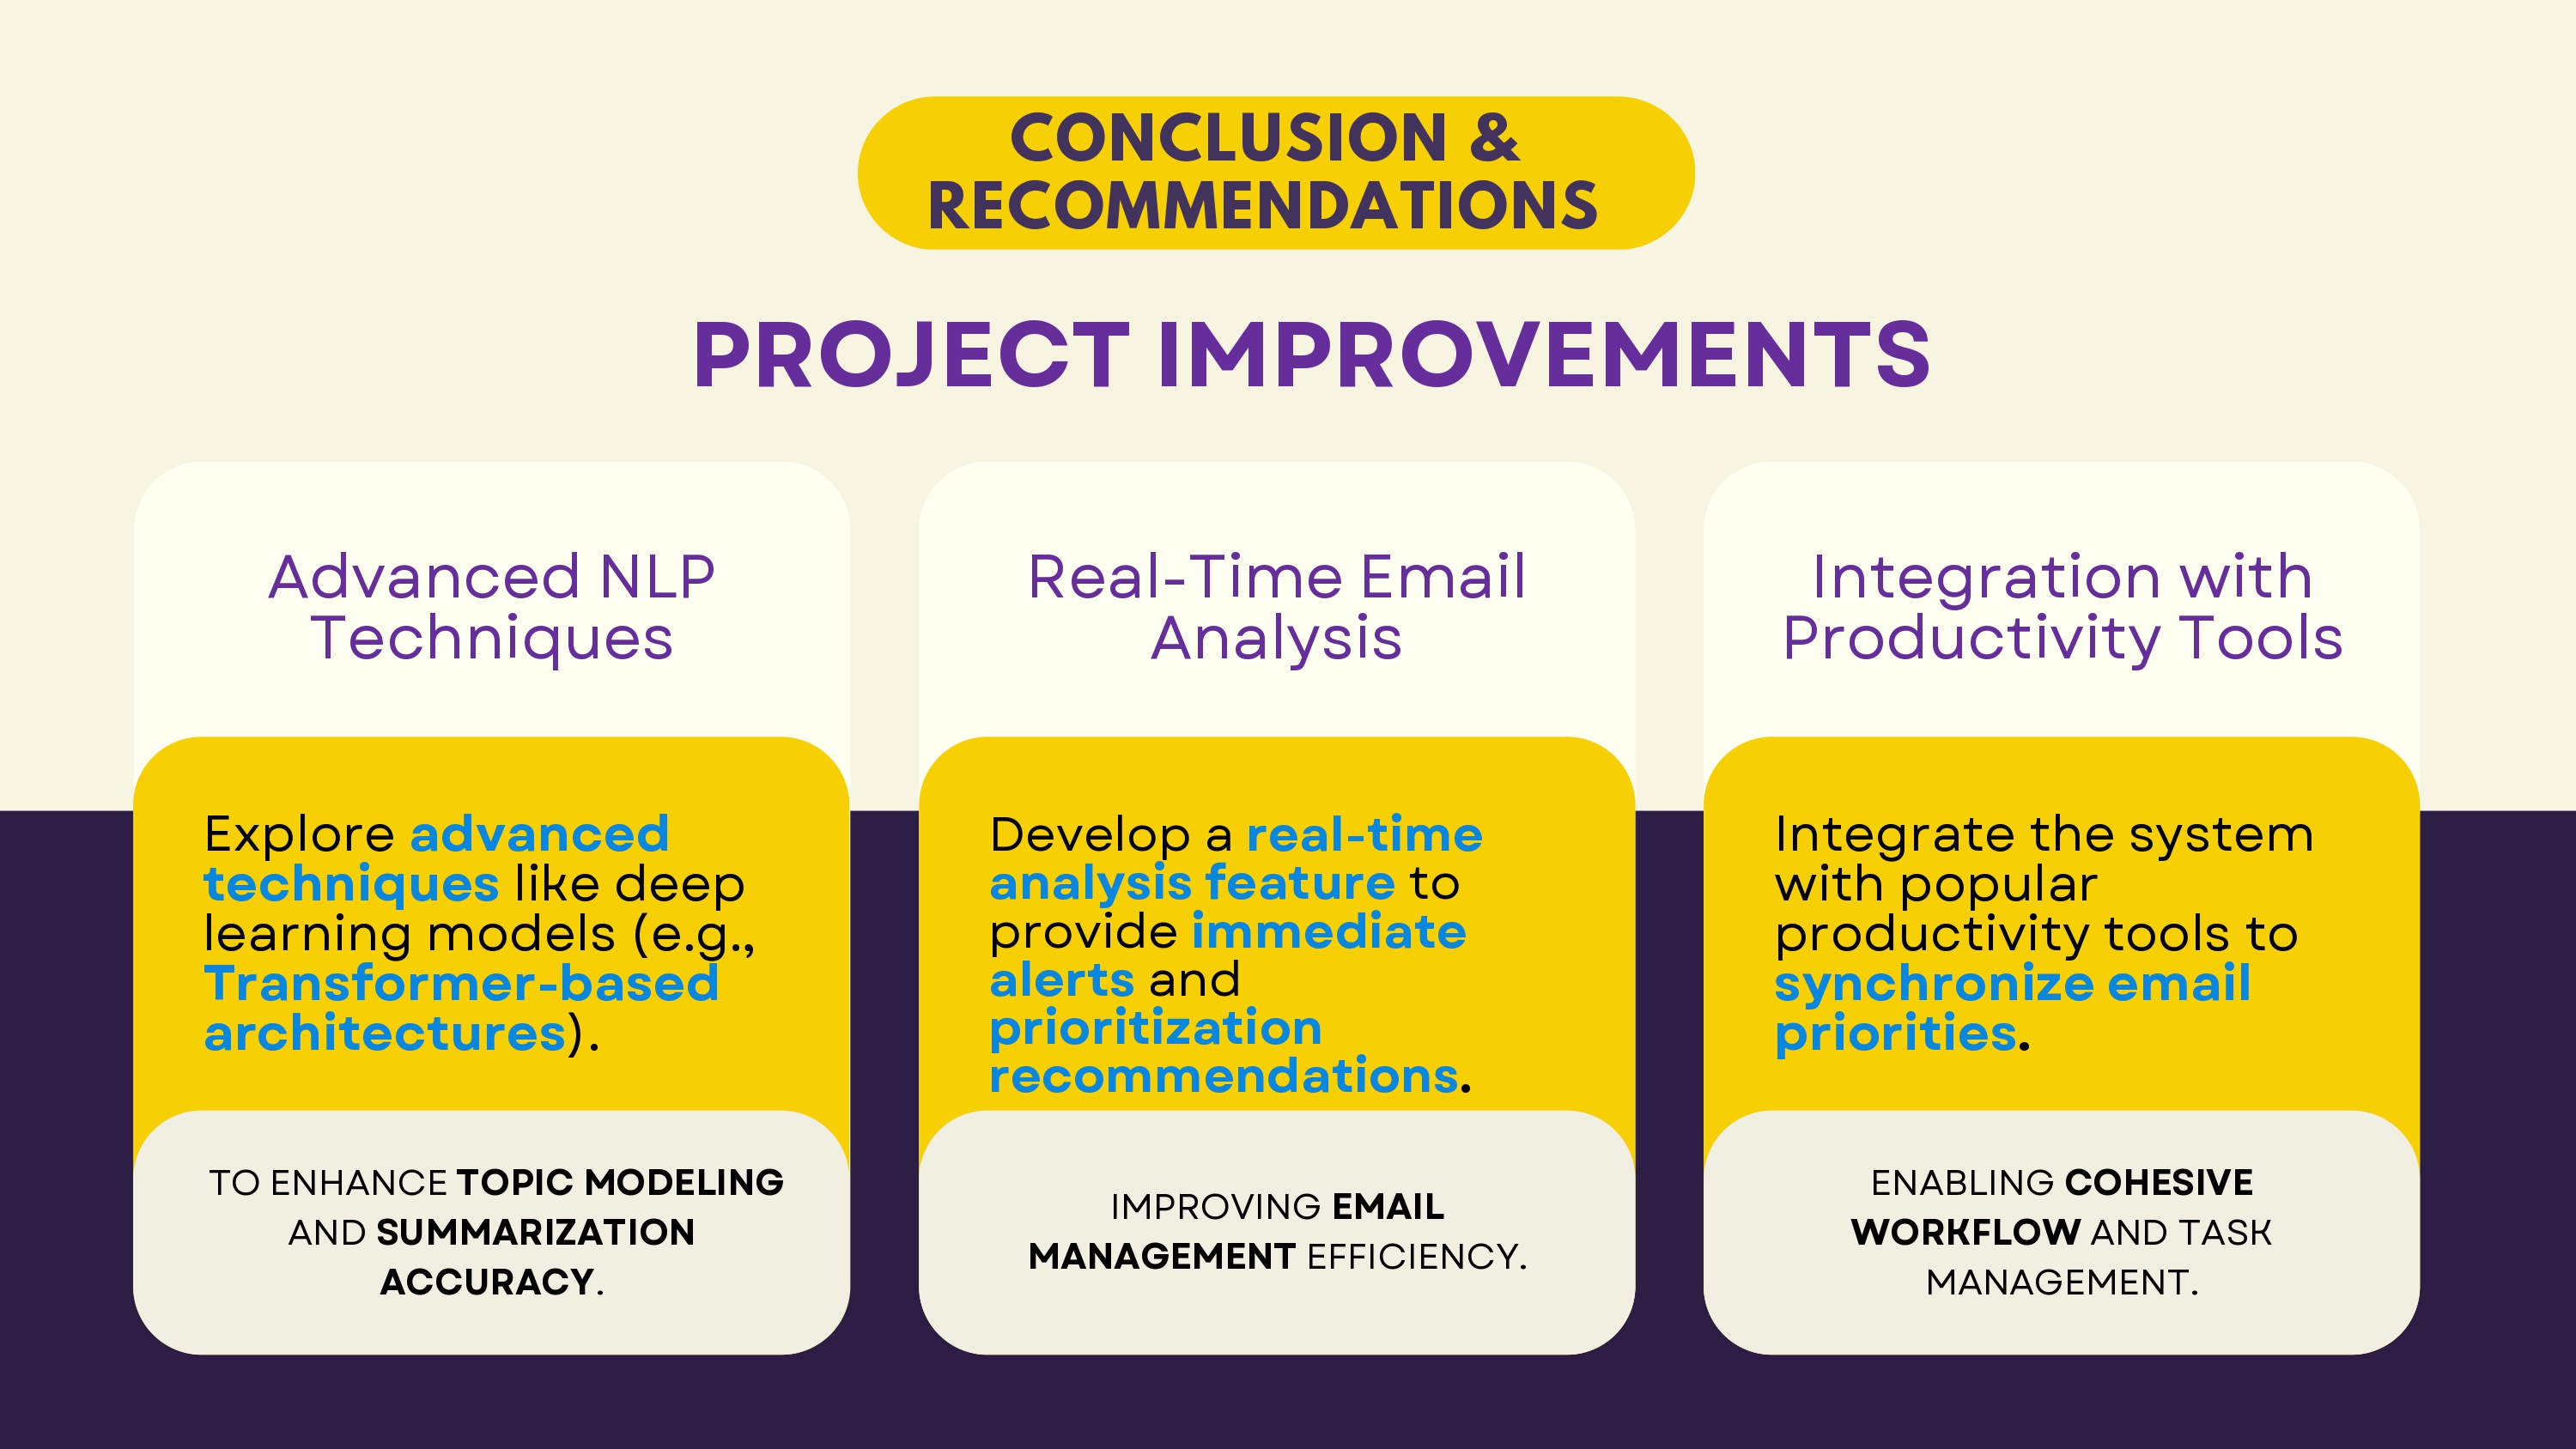 CONCLUSION &
RECOMMENDATIONS
PROJECT IMPROVEMENTS
Advanced NLP
Techniques
Explore advanced
techniques like deep
learning models (e.g.,
Transformer-based
architectures).
TO ENHANCE TOPIC MODELING
AND SUMMARIZATION
ACCURACY.
Real-Time Email
Analysis
Develop a real-time
analysis feature to
provide immediate
alerts and
prioritization
recommendations.
IMPROVING EMAIL
MANAGEMENT EFFICIENCY.
Integration with
Productivity Tools
Integrate the system
with popular
productivity tools to
synchronize email
priorities.
ENABLING COHESIVE
WORKFLOW AND TASK
MANAGEMENT.